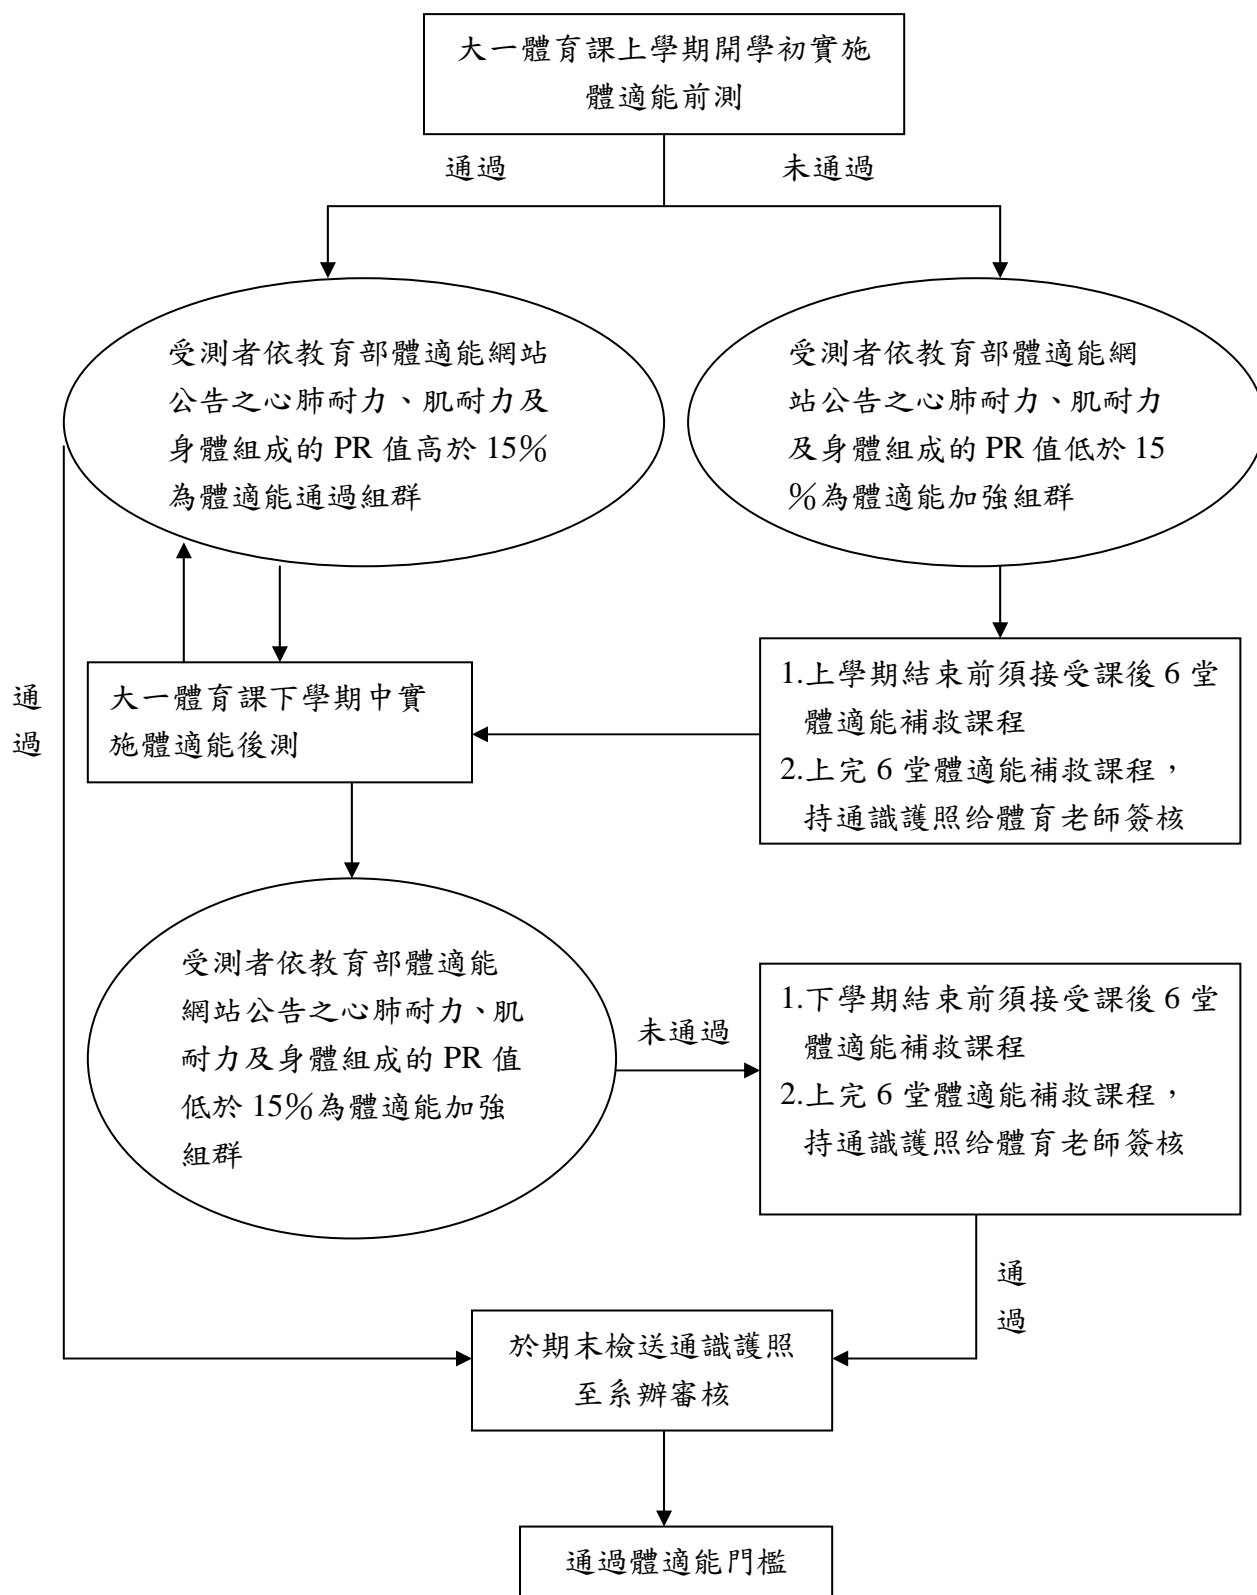 大一體育課上學期開學初實施
體適能前測
通過
未通過
受測者依教育部體適能網站
公告之心肺耐力、肌耐力及
身體組成的 PR 值高於 15%
為體適能通過組群
受測者依教育部體適能網
站公告之心肺耐力、肌耐力
及身體組成的 PR 值低於 15
%為體適能加強組群
通
過
大一體育課下學期中實
施體適能後測
1.上學期結束前須接受課後 6 堂
體適能補救課程
2.上完 6 堂體適能補救課程,
持通識護照给體育老師簽核
受測者依教育部體適能
網站公告之心肺耐力、肌
耐力及身體組成的 PR 值
低於 15%為體適能加強
組群
未通過
1.下學期結束前須接受課後 6 堂
體適能補救課程
2.上完 6 堂體適能補救課程,
持通識護照给體育老師簽核
通
過
於期末檢送通識護照
至系辦審核
通過體適能門檻